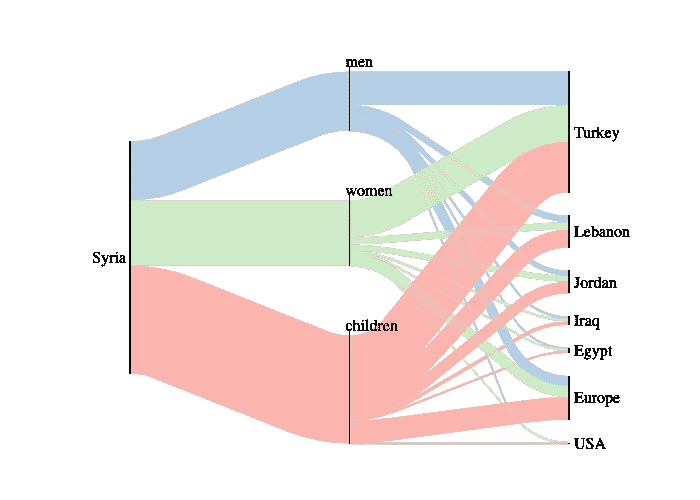 men
Turkey
women
Lebanon
Syria
Jordan
Iraq
children
Egypt
Europe
USA